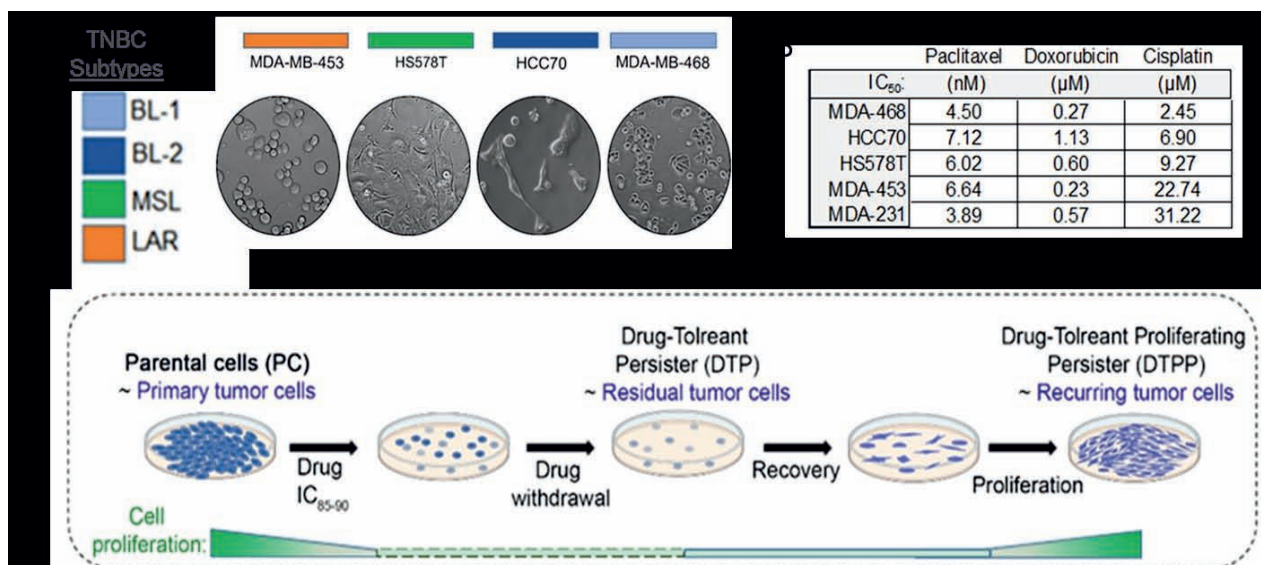 TNBC
Subtypes
BL-1
BL-2
MSL
LAR
MDA-MB-453 HS578T HCC70 MDA-MB-468
Paclitaxel Doxorubicin Cisplatin
IC50: (nM) (µM) (µM)
MDA-468 4.50 0.27 2.45
HCC70 7.12 1.13 6.90
HS578T 6.02 0.60 9.27
MDA-453 6.64 0.23 22.74
MDA-231 3.89 0.57 31.22
Parental cells (PC)
~ Primary tumor cells
Drug-Tolreant
Persister (DTP)
~ Residual tumor cells
Drug-Tolreant Proliferating
Persister (DTPP)
~ Recurring tumor cells
Drug
IC85-90
Drug
withdrawal
Recovery
Proliferation
Cell
proliferation: